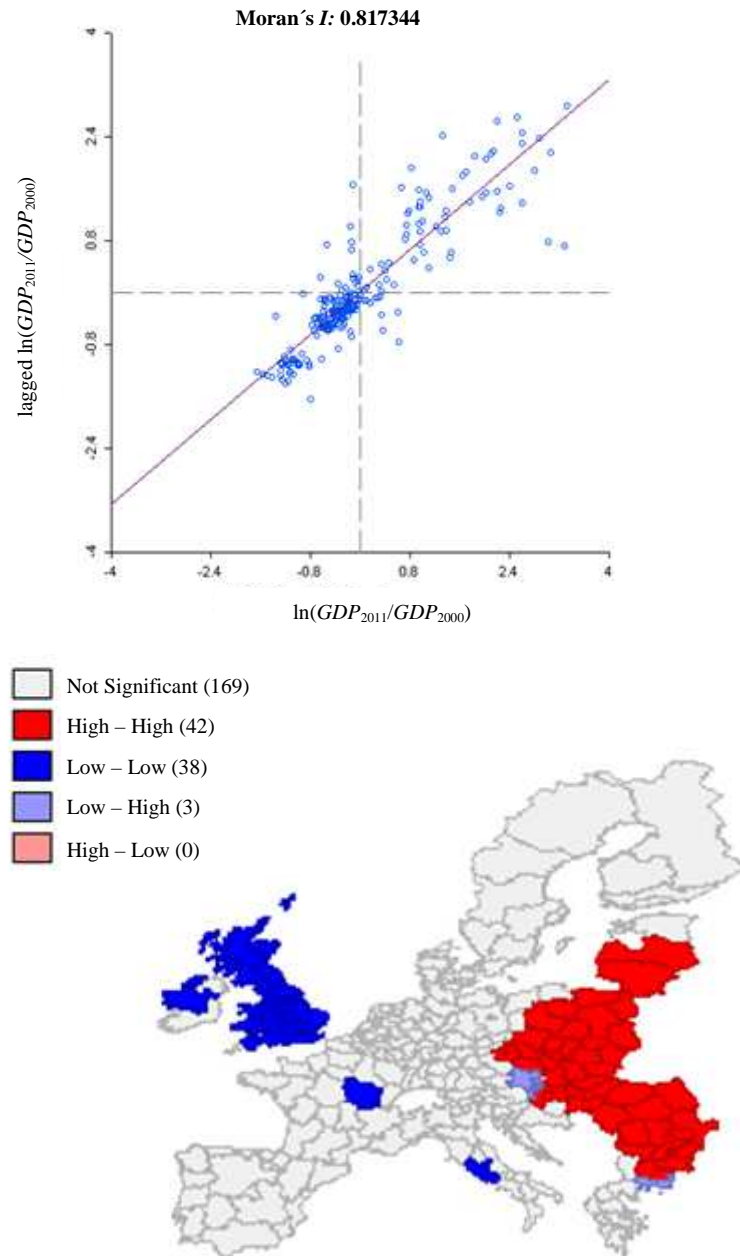 Moran´s I: 0.817344
4
2.4
0.8
-0.8
-2.4
-4
lagged ln(GDP2011/GDP2000)
-4 -2.4 -0.8 0.8 2.4 4
ln(GDP2011/GDP2000)
Not Significant (169)
High – High (42)
Low – Low (38)
Low – High (3)
High – Low (0)